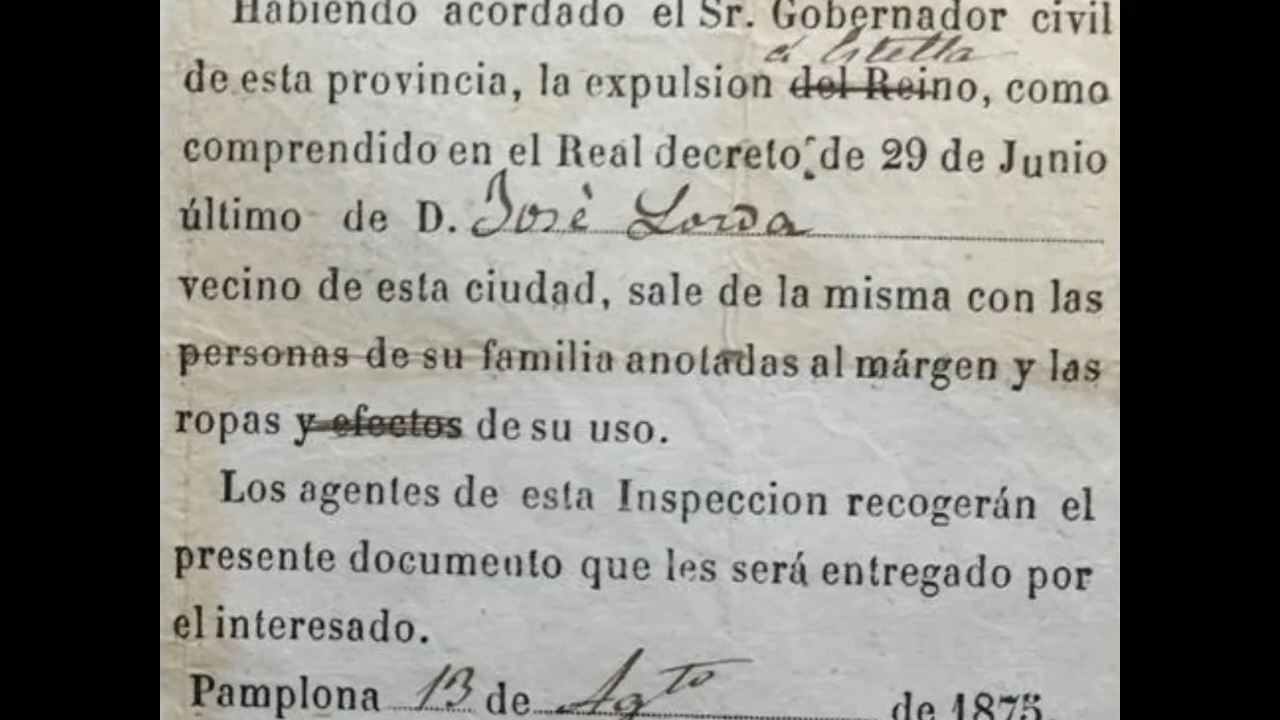 Habiendo acordado el Sr. Gobernador civil
á Estella
de esta provincia, la expulsion del Reino, como
comprendido en el Real decreto de 29 de Junio
último de D. José Lorda
vecino de esta ciudad, sale de la misma con las
personas de su familia anotadas al márgen y las
ropas y efectos de su uso.
Los agentes de esta Inspeccion recogerán el
presente documento que les será entregado por
el interesado.
Pamplona 13 de Agto de 1875.